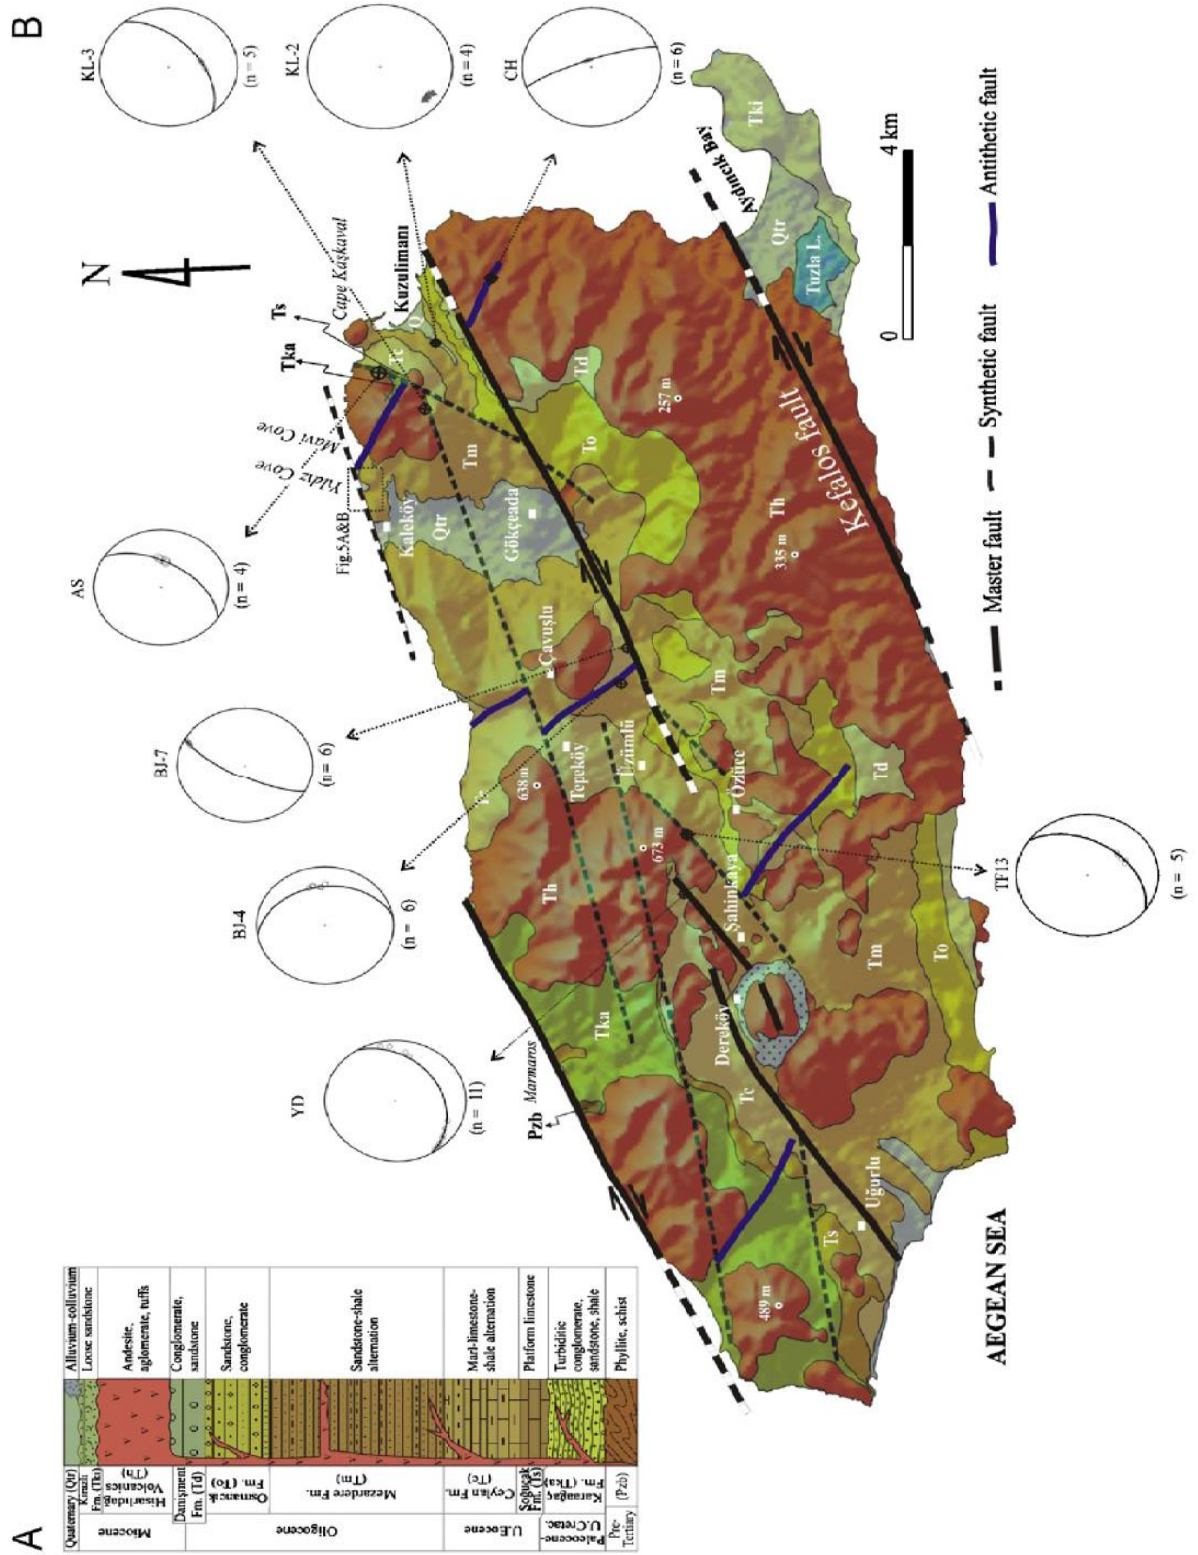 A
Quaternary (Qtr)
Alluvium-colluvium
Miocene
Kirazlı
Fm. (Tki)
Loose sandstone
Hisarlıdağ
Volcanics
(Th)
Andesite,
aglomerate, tuffs
Danişment
Fm. (Td)
Conglomerate,
sandstone
Oligocene
Osmancık
Fm. (To)
Sandstone,
conglomerate
Mezardere Fm.
(Tm)
Sandstone-shale
alternation
U.Eocene
Ceylan Fm.
(Tc)
Marl-limestone-
shale alternation
Soğucak
Fm. (Ts)
Platform limestone
Paleocene-
U.Cretac.
Karaağaç
Fm. (Tka)
Turbiditic
conglomerate,
sandstone, shale
Pre-
Tertiary
(Pzb)
Phyllite, schist
B
YD
(n = 11)
BJ-4
(n = 6)
BJ-7
(n = 6)
AS
(n = 4)
KL-3
(n = 5)
KL-2
(n = 4)
CH
(n = 6)
TF13
(n = 5)
N
Ts
Tka
Cape Kaşkaval
Kuzulimanı
Mavi Cove
Yıldız Cove
Fig.5A&B
Kaleköy
Qtr
Gökçeada
Tm
Tc
Q
To
Td
257 m
Th
335 m
Kefalos fault
Aydıncık Bay
Qtr
Tuzla L.
Tki
Çavuşlu
Tepeköy
Üzümlü
638 m
673 m
Th
Tm
Özlüce
Td
Şahinkaya
Dereköy
Tka
Marmaros
Pzb
Tc
Tm
To
Uğurlu
Ts
489 m
AEGEAN SEA
0
4 km
Master fault
Synthetic fault
Antithetic fault